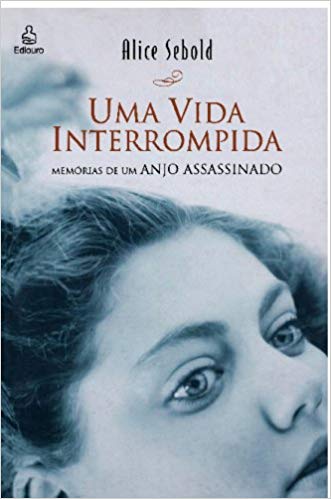 Ediouro
Alice Sebold
UMA VIDA
INTERROMPIDA
MEMÓRIAS DE UM ANJO ASSASSINADO